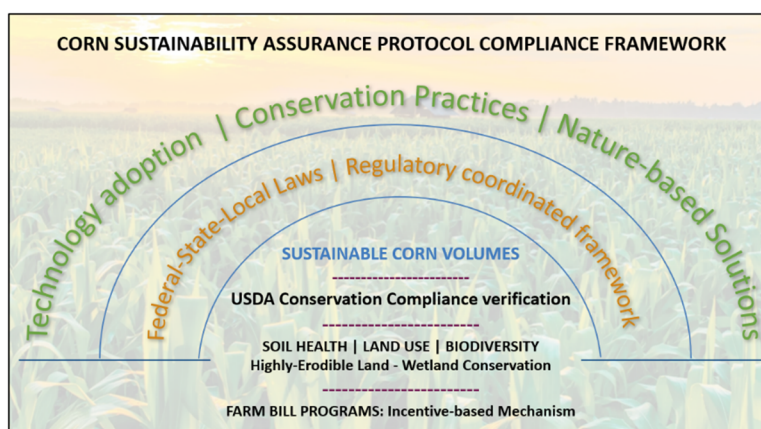 CORN SUSTAINABILITY ASSURANCE PROTOCOL COMPLIANCE FRAMEWORK
Technology adoption | Conservation Practices | Nature-based Solutions
Federal-State-Local Laws | Regulatory coordinated framework
SUSTAINABLE CORN VOLUMES
-----------------------
USDA Conservation Compliance verification
--------------------------
SOIL HEALTH | LAND USE | BIODIVERSITY
Highly-Erodible Land - Wetland Conservation
--------------------------
FARM BILL PROGRAMS: Incentive-based Mechanism